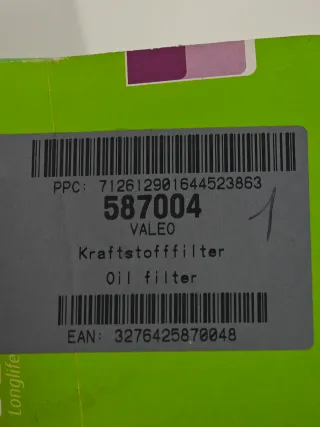 PPC: 712612901644523863
587004
VALEO
Kraftstofffilter
Oil filter
EAN: 3276425870048
1
Longlife